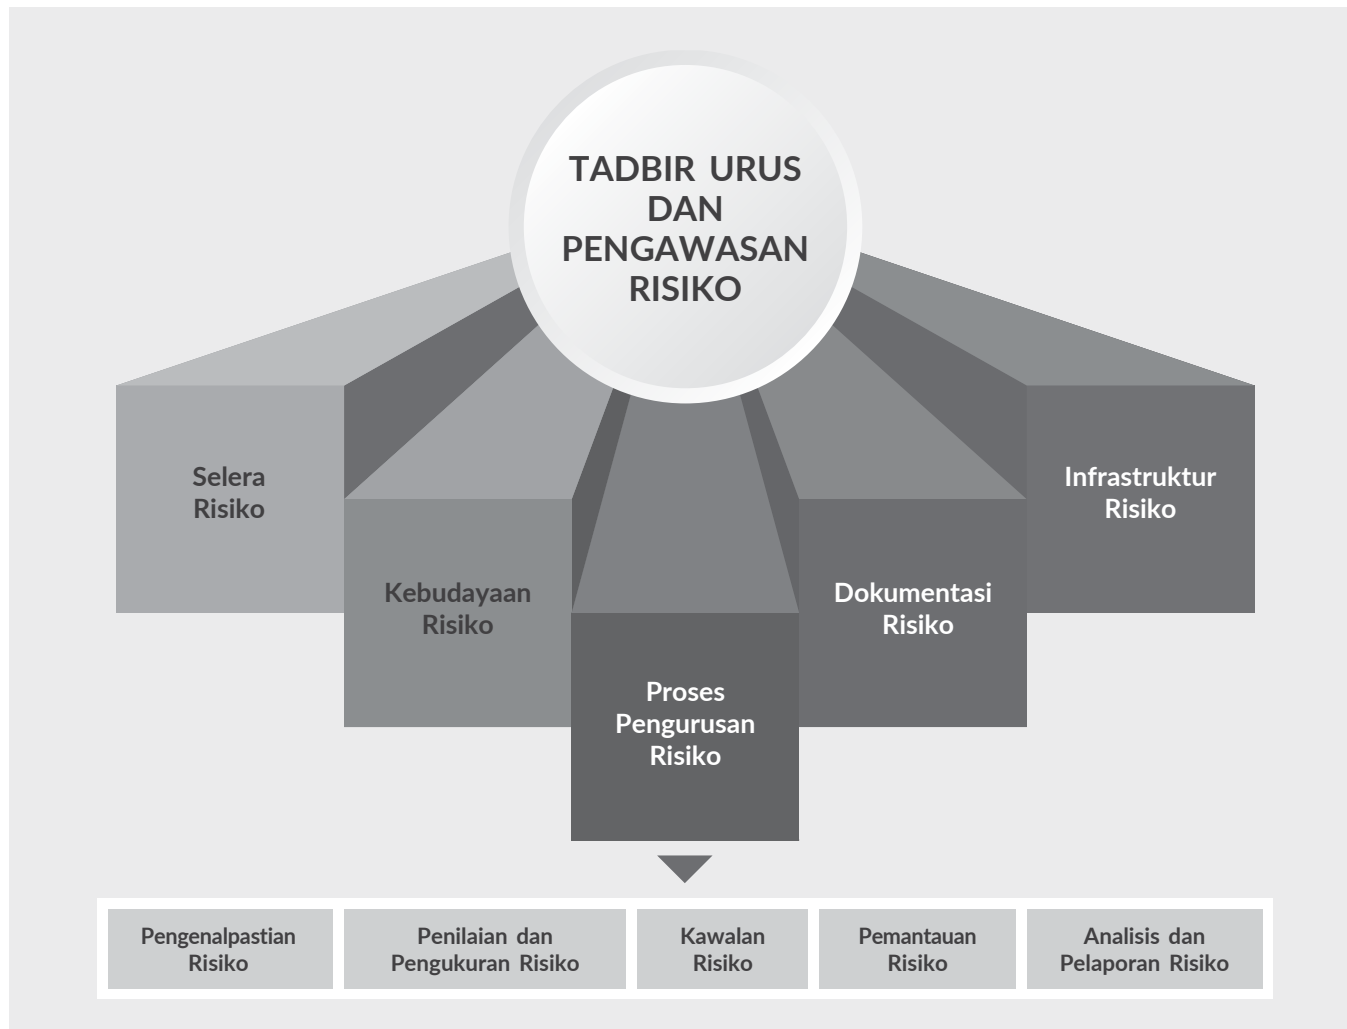 TADBIR URUS
DAN
PENGAWASAN
RISIKO
Selera
Risiko
Kebudayaan
Risiko
Proses
Pengurusan
Risiko
Dokumentasi
Risiko
Infrastruktur
Risiko
Pengenalpastian
Risiko
Penilaian dan
Pengukuran Risiko
Kawalan
Risiko
Pemantauan
Risiko
Analisis dan
Pelaporan Risiko